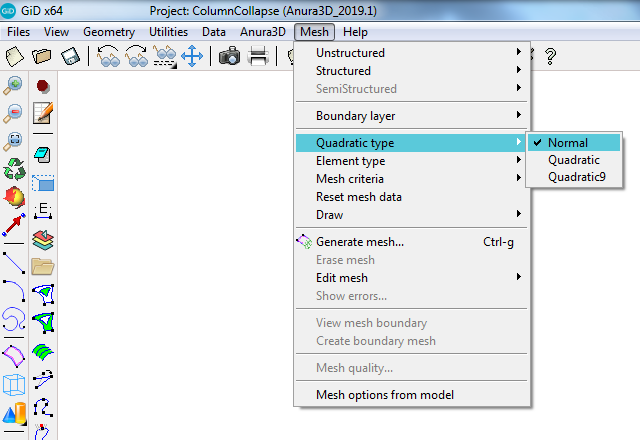 GiD GiD x64 Project: ColumnCollapse (Anura3D_2019.1)
Files View Geometry Utilities Data Anura3D Mesh Help
Unstructured
Structured
SemiStructured
Boundary layer
Quadratic type
Normal
Element type
Quadratic
Mesh criteria
Quadratic9
Reset mesh data
Draw
Generate mesh... Ctrl-g
Erase mesh
Edit mesh
Show errors...
View mesh boundary
Create boundary mesh
Mesh quality...
Mesh options from model
?
E